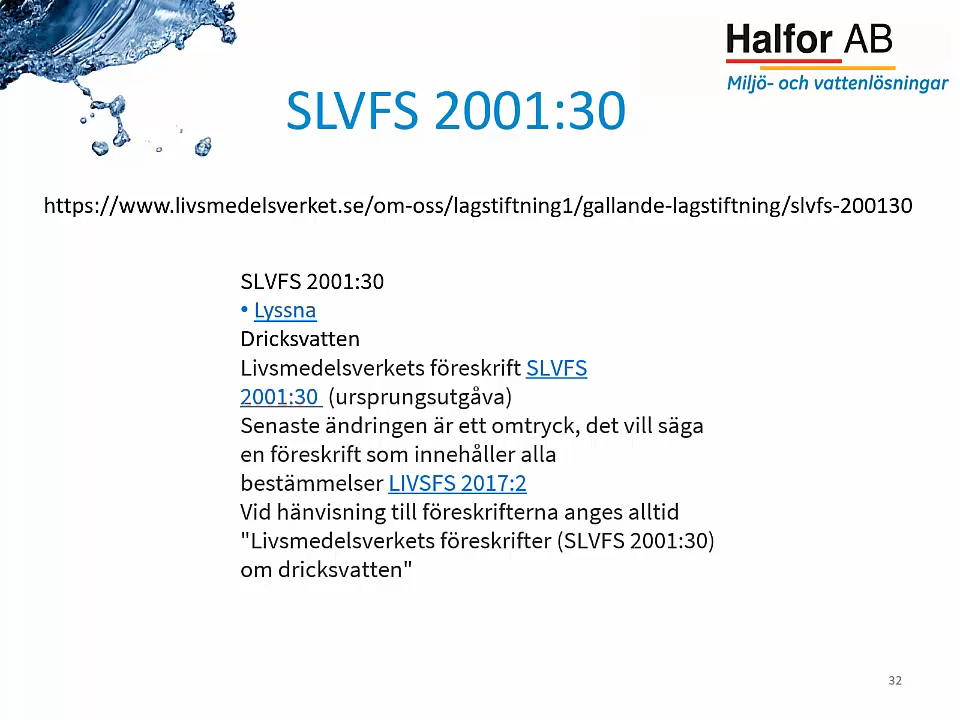 Halfor AB
Miljö- och vattenlösningar
SLVFS 2001:30
https://www.livsmedelsverket.se/om-oss/lagstiftning1/gallande-lagstiftning/slvfs-200130
SLVFS 2001:30
• Lyssna
Dricksvatten
Livsmedelsverkets föreskrift SLVFS
2001:30 (ursprungsutgåva)
Senaste ändringen är ett omtryck, det vill säga
en föreskrift som innehåller alla
bestämmelser LIVSFS 2017:2
Vid hänvisning till föreskrifterna anges alltid
"Livsmedelsverkets föreskrifter (SLVFS 2001:30)
om dricksvatten"
32